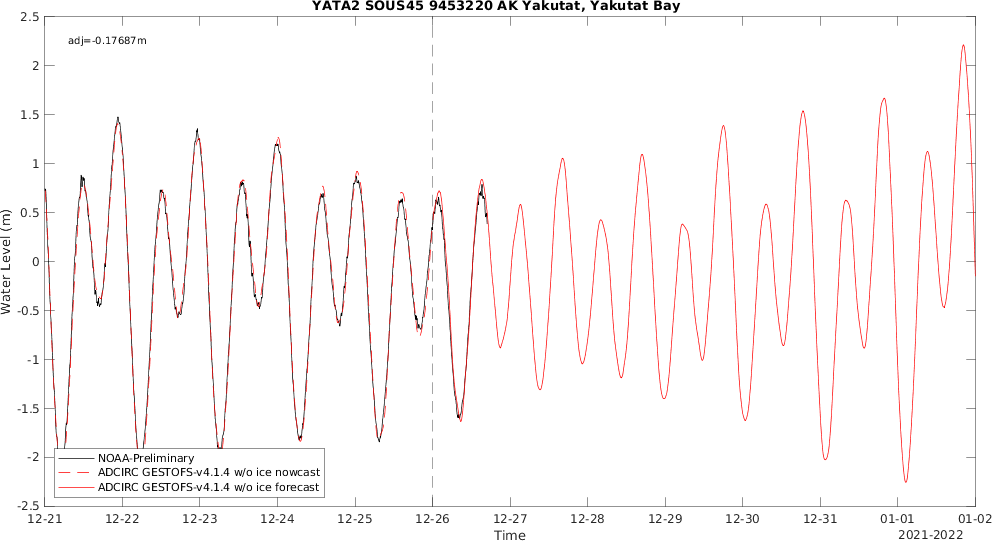 YATA2 SOUS45 9453220 AK Yakutat, Yakutat Bay
adj=-0.17687m
2.5
2
1.5
1
0.5
0
-0.5
-1
-1.5
-2
-2.5
Water Level (m)
NOAA-Preliminary
ADCIRC GESTOFS-v4.1.4 w/o ice nowcast
ADCIRC GESTOFS-v4.1.4 w/o ice forecast
12-21 12-22 12-23 12-24 12-25 12-26 12-27 12-28 12-29 12-30 12-31 01-01 01-02
Time
2021-2022